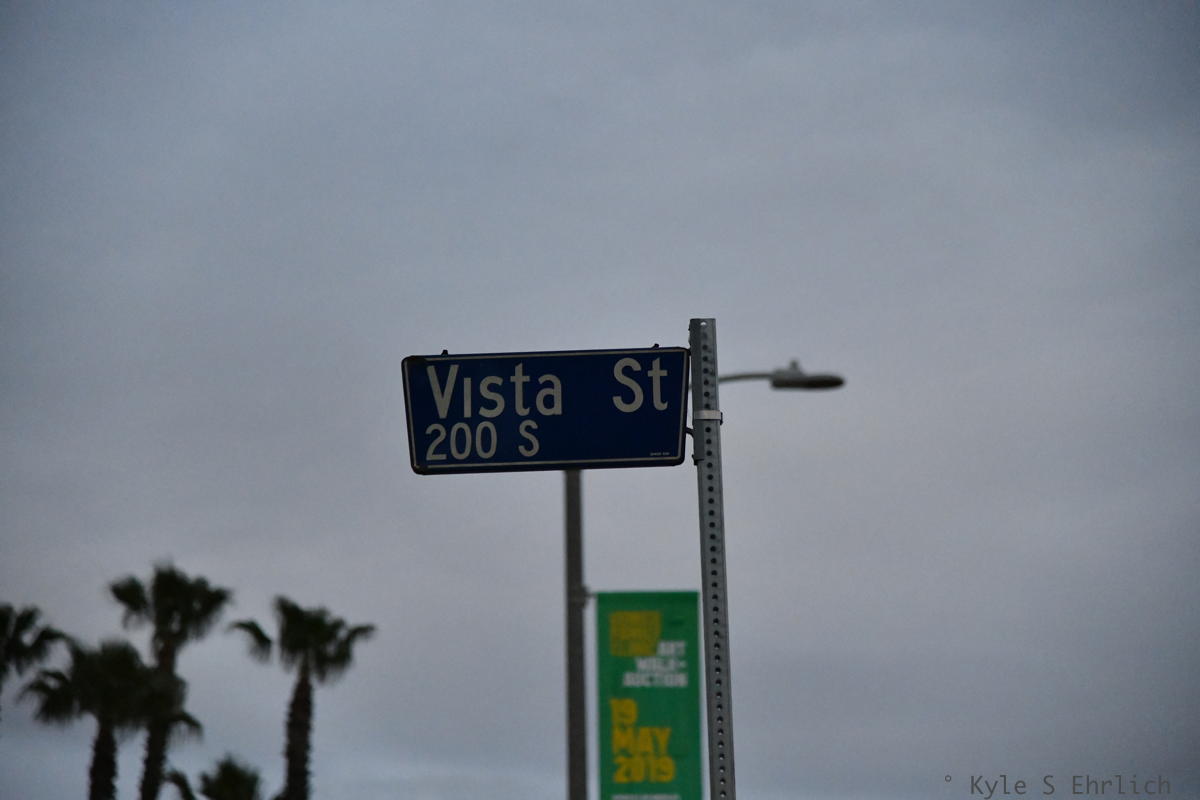 Vista St
200 S
ART
WALK+
AUCTION
19
MAY
2019
° Kyle S Ehrlich